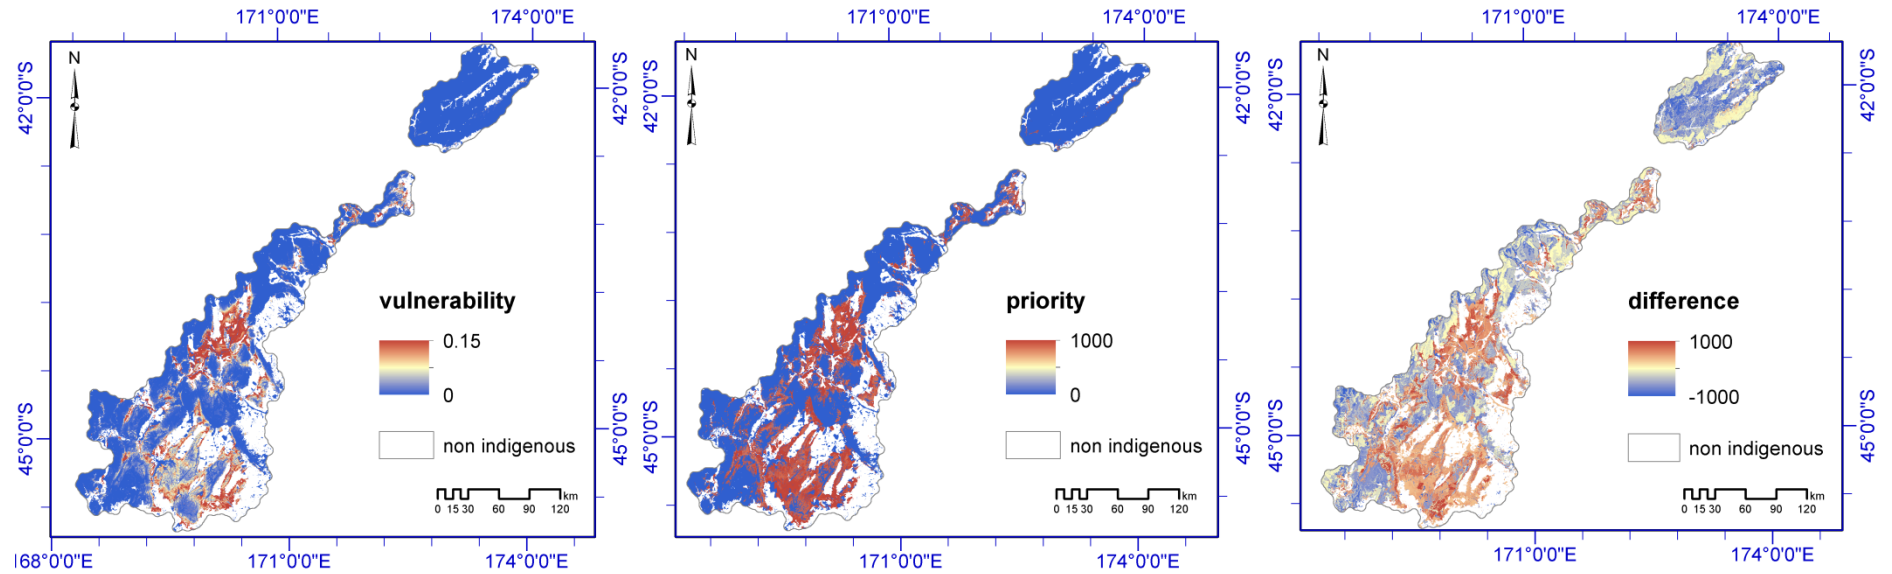 171°0'0"E 174°0'0"E
N
42°0'0"S
42°0'0"S
vulnerability
0.15
0
non indigenous
45°0'0"S
45°0'0"S
km
0 15 30 60 90 120
168°0'0"E 171°0'0"E 174°0'0"E
171°0'0"E 174°0'0"E
N
42°0'0"S
42°0'0"S
priority
1000
0
non indigenous
45°0'0"S
45°0'0"S
km
0 15 30 60 90 120
171°0'0"E 174°0'0"E
171°0'0"E 174°0'0"E
N
42°0'0"S
42°0'0"S
difference
1000
-1000
non indigenous
45°0'0"S
45°0'0"S
km
0 15 30 60 90 120
171°0'0"E 174°0'0"E